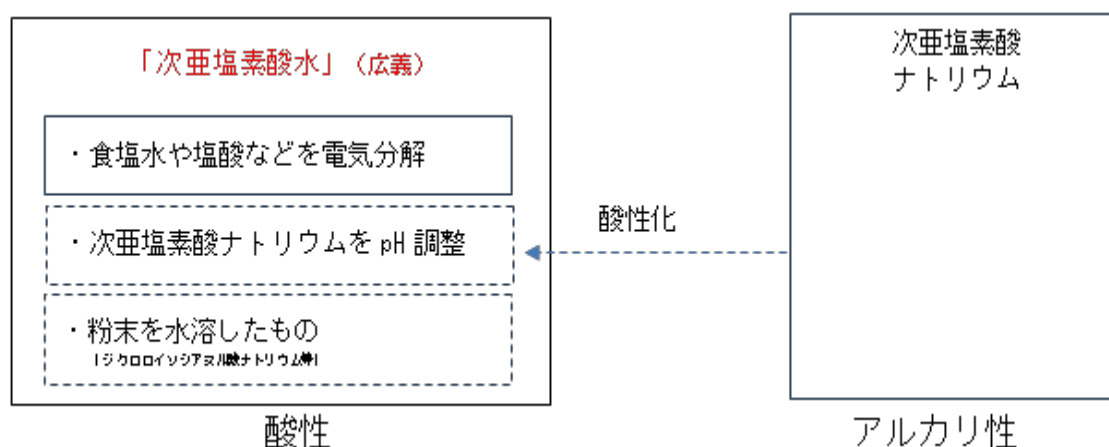 「次亜塩素酸水」（広義）
・食塩水や塩酸などを電気分解
・次亜塩素酸ナトリウムを pH 調整
・粉末を水溶したもの
「ジクロロイソシアヌル酸ナトリウム等」
酸性
酸性化
次亜塩素酸
ナトリウム
アルカリ性